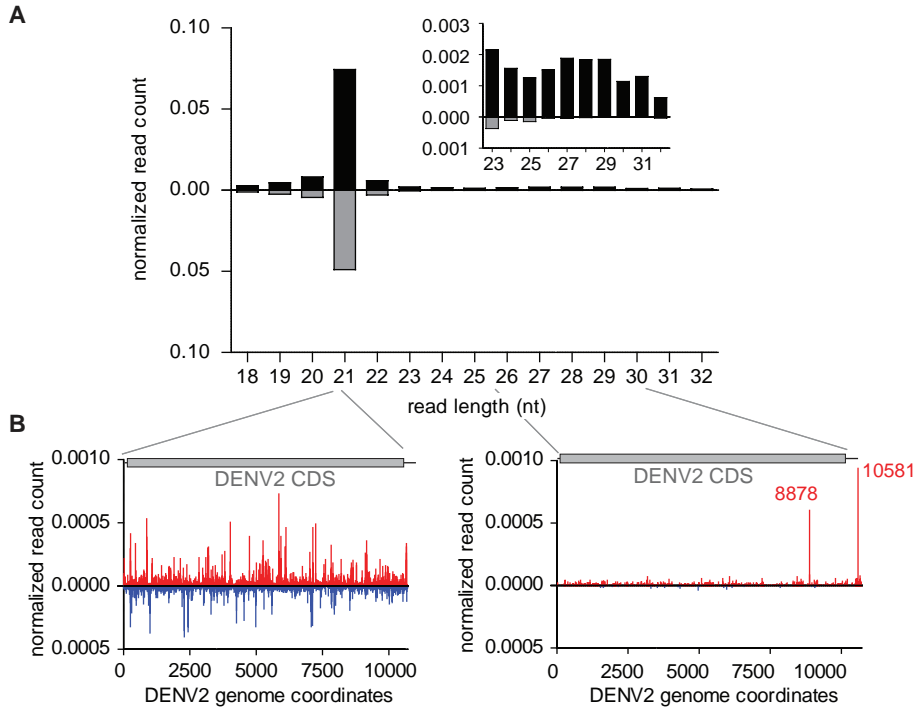 A
normalized read count
0.10
0.05
0.00
0.05
0.10
18 19 20 21 22 23 24 25 26 27 28 29 30 31 32
read length (nt)
0.003
0.002
0.001
0.000
0.001
23 25 27 29 31
B
normalized read count
0.0010
0.0005
0.0000
0.0005
DENV2 CDS
0 2500 5000 7500 10000
DENV2 genome coordinates
normalized read count
0.0010
0.0005
0.0000
0.0005
DENV2 CDS
8878
10581
0 2500 5000 7500 10000
DENV2 genome coordinates